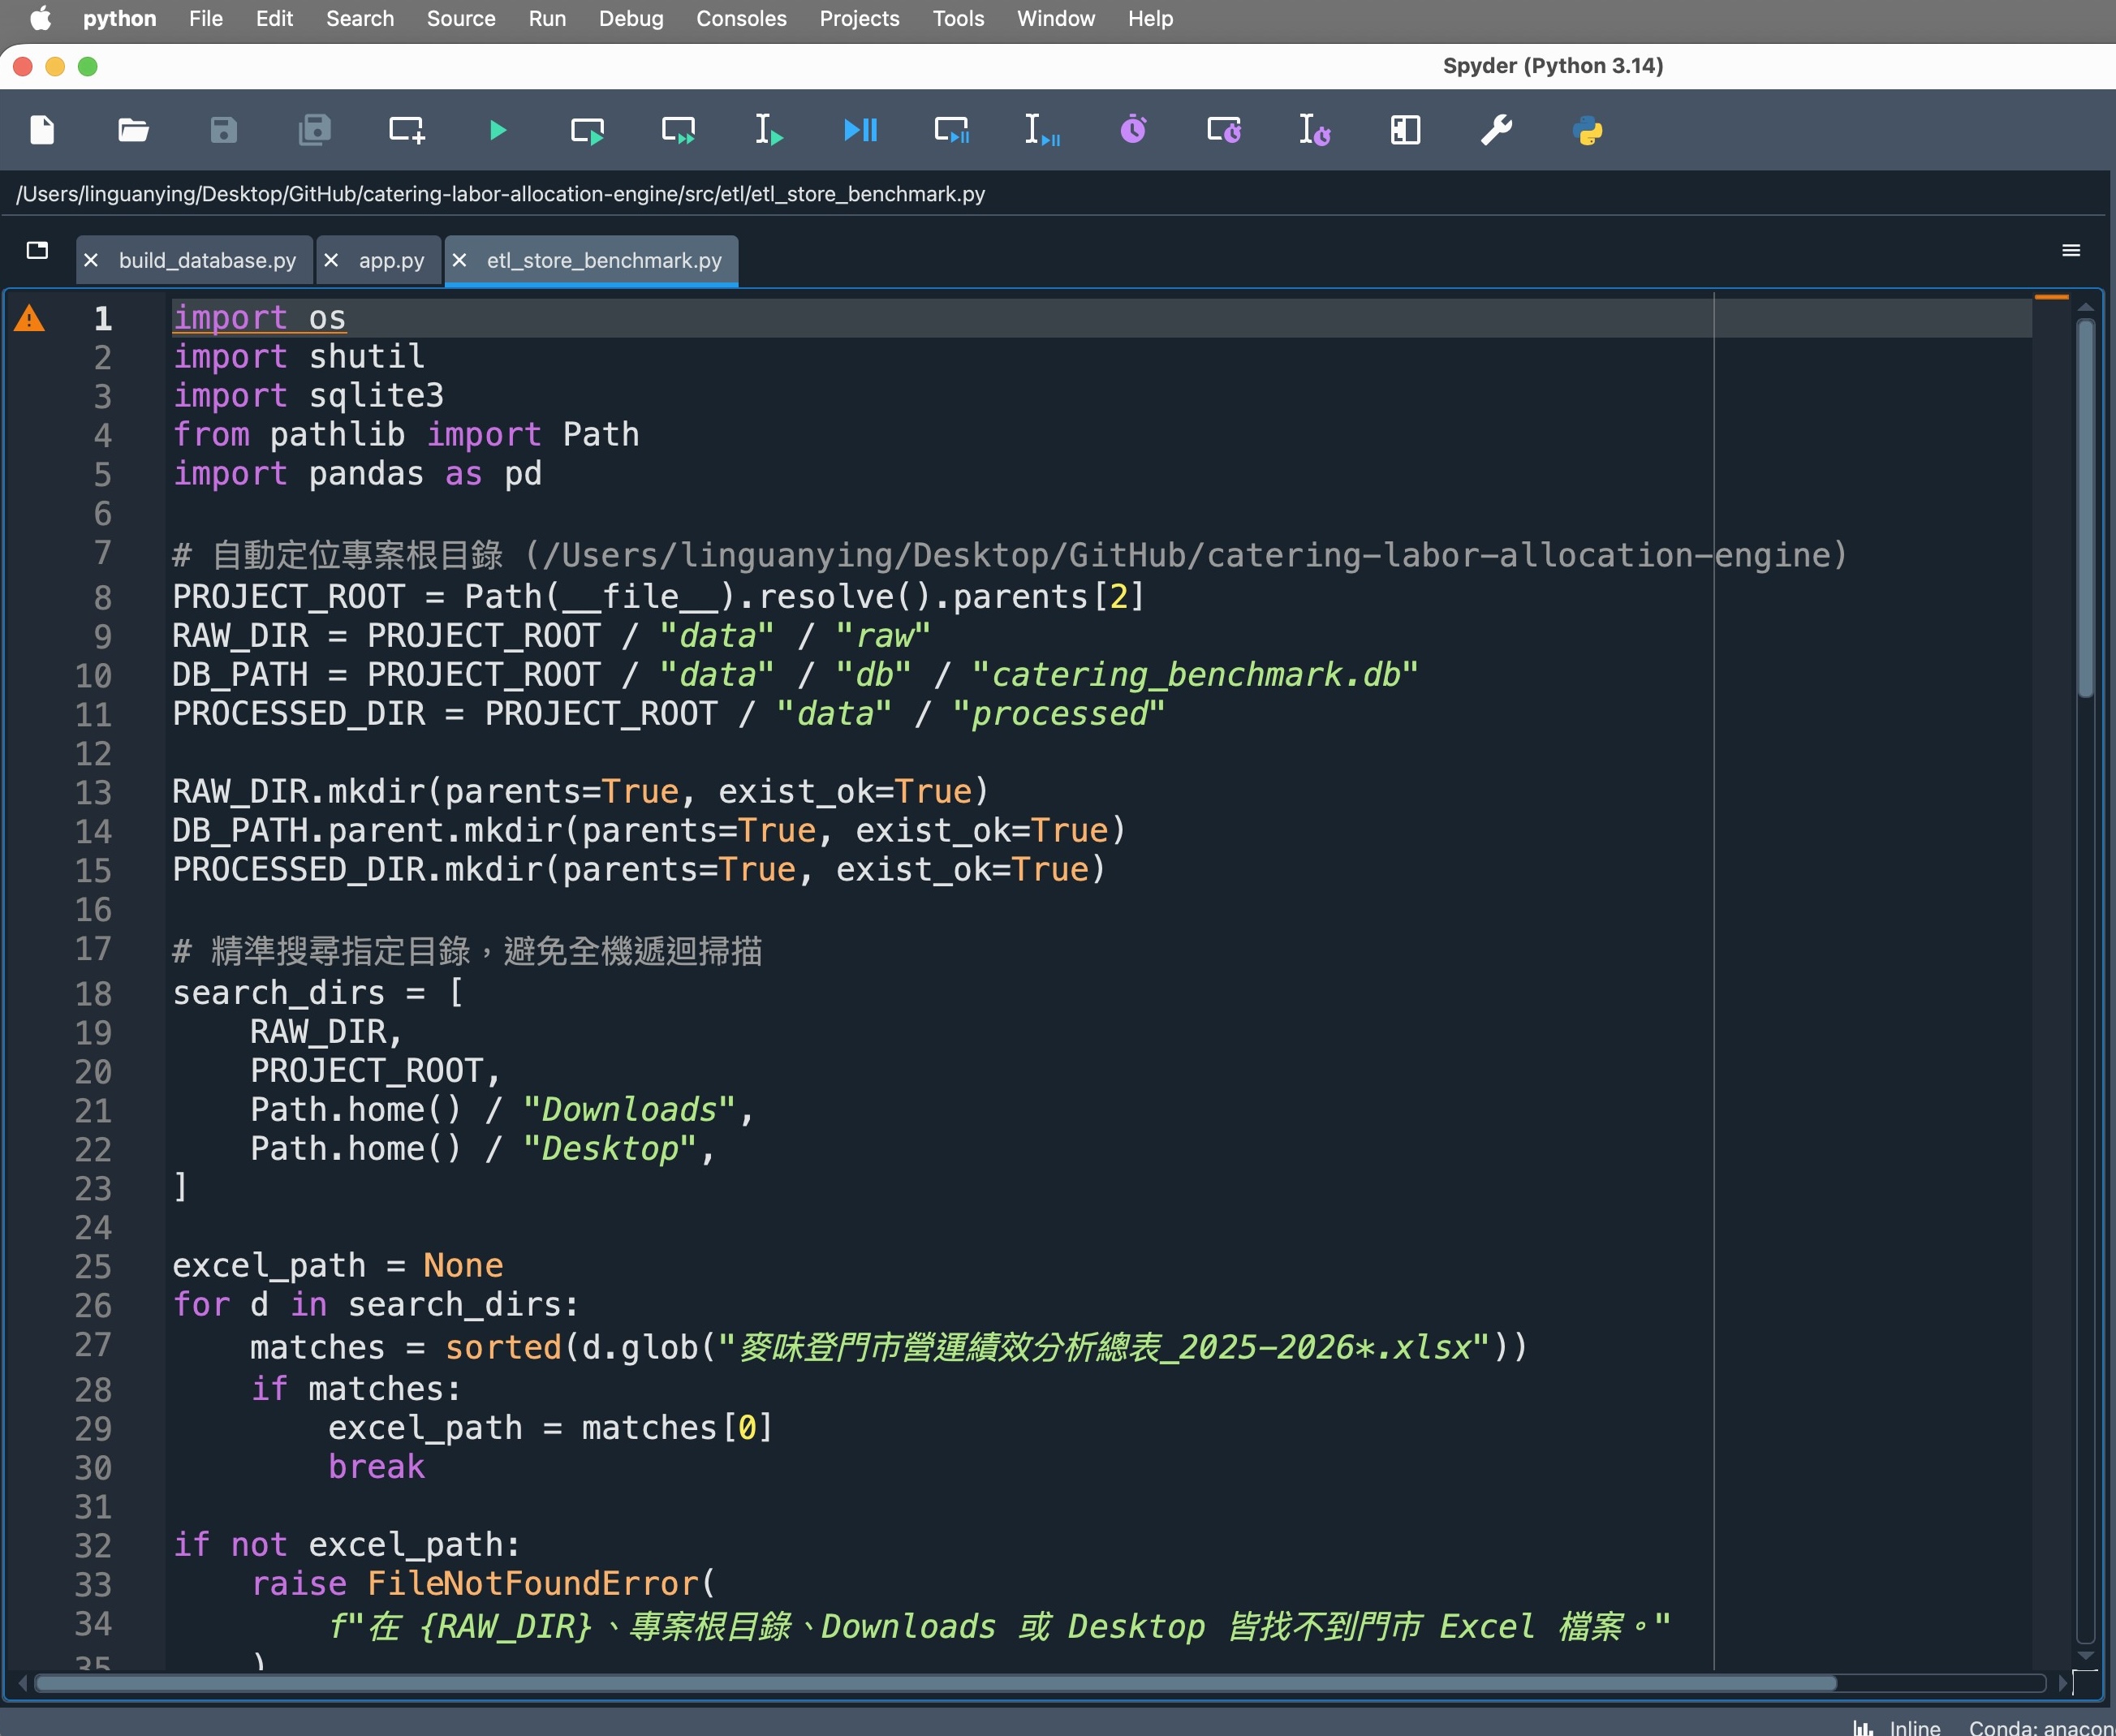 python File Edit Search Source Run Debug Consoles Projects Tools Window Help
Spyder (Python 3.14)
/Users/linguanying/Desktop/GitHub/catering-labor-allocation-engine/src/etl/etl_store_benchmark.py
build_database.py app.py etl_store_benchmark.py
1 import os
2 import shutil
3 import sqlite3
4 from pathlib import Path
5 import pandas as pd
6
7 # 自動定位專案根目錄 (/Users/linguanying/Desktop/GitHub/catering-labor-allocation-engine)
8 PROJECT_ROOT = Path(__file__).resolve().parents[2]
9 RAW_DIR = PROJECT_ROOT / "data" / "raw"
10 DB_PATH = PROJECT_ROOT / "data" / "db" / "catering_benchmark.db"
11 PROCESSED_DIR = PROJECT_ROOT / "data" / "processed"
12
13 RAW_DIR.mkdir(parents=True, exist_ok=True)
14 DB_PATH.parent.mkdir(parents=True, exist_ok=True)
15 PROCESSED_DIR.mkdir(parents=True, exist_ok=True)
16
17 # 精準搜尋指定目錄，避免全機遞迴掃描
18 search_dirs = [
19     RAW_DIR,
20     PROJECT_ROOT,
21     Path.home() / "Downloads",
22     Path.home() / "Desktop",
23 ]
24
25 excel_path = None
26 for d in search_dirs:
27     matches = sorted(d.glob("麥味登門市營運績效分析總表_2025-2026*.xlsx"))
28     if matches:
29         excel_path = matches[0]
30         break
31
32 if not excel_path:
33     raise FileNotFoundError(
34         f"在 {RAW_DIR}、專案根目錄、Downloads 或 Desktop 皆找不到門市 Excel 檔案。"
35     )
Inline Conda: anacon